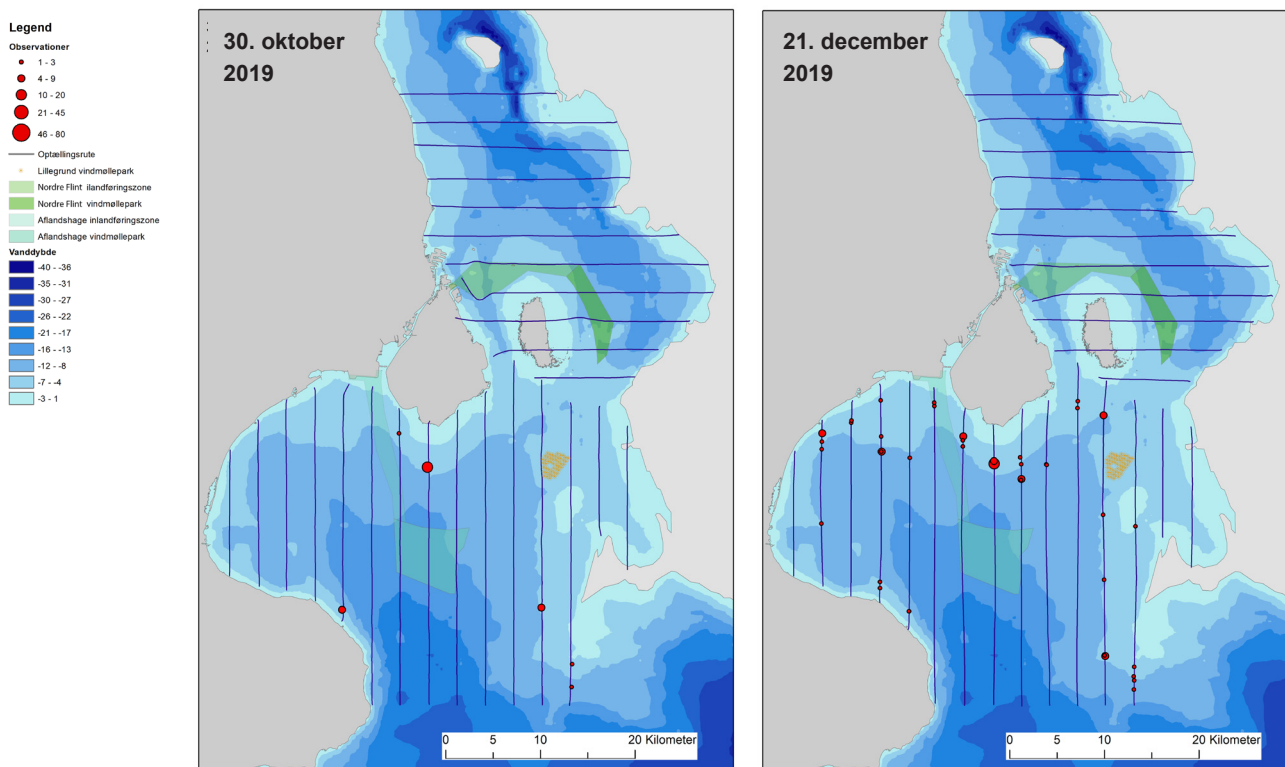 Legend
Observationer
1 - 3
4 - 9
10 - 20
21 - 45
46 - 80
Optællingsrute
Lillegrund vindmøllepark
Nordre Flint ilandføringszone
Nordre Flint vindmøllepark
Aflandshage inlandføringszone
Aflandshage vindmøllepark
Vanddybde
-40 - -36
-35 - -31
-30 - -27
-26 - -22
-21 - -17
-16 - -13
-12 - -8
-7 - -4
-3 - 1
30. oktober
2019
0 5 10 20 Kilometer
21. december
2019
0 5 10 20 Kilometer